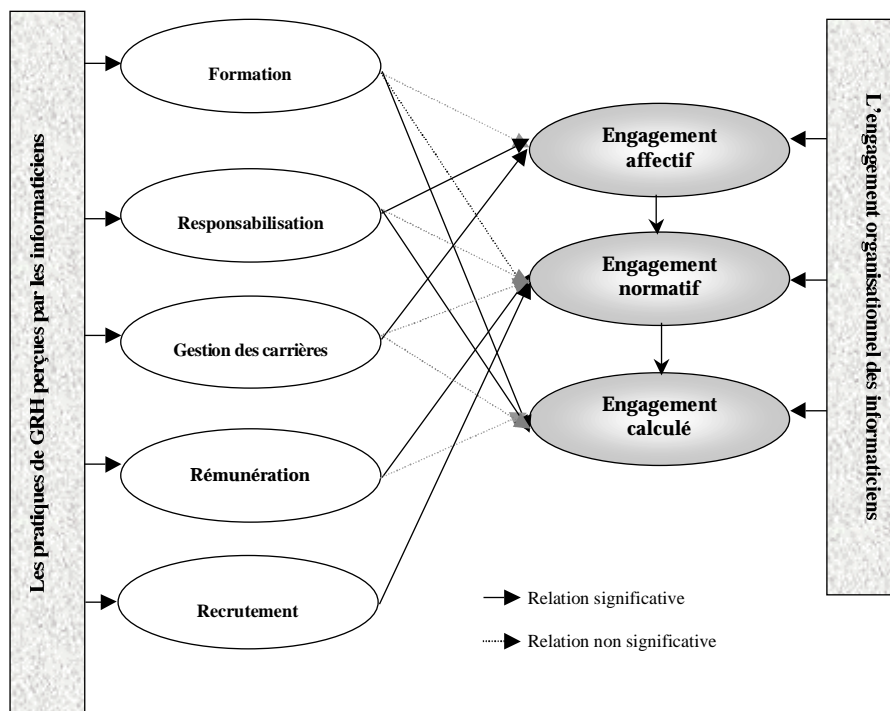 Les pratiques de GRH perçues par les informaticiens
Formation
Responsabilisation
Gestion des carrières
Rémunération
Recrutement
Engagement
affectif
Engagement
normatif
Engagement
calculé
L'engagement organisationnel des informaticiens
Relation significative
Relation non significative